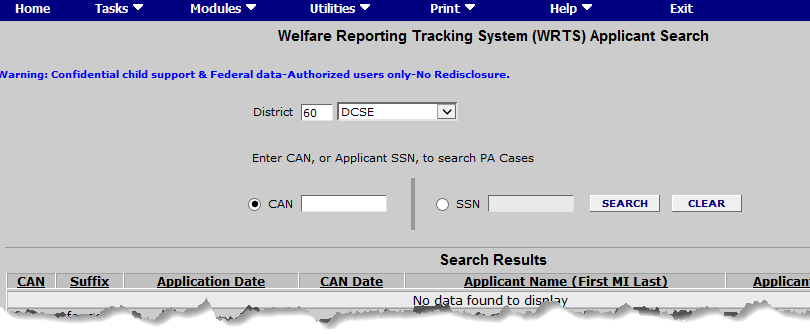 Home Tasks Modules Utilities Print Help Exit
Welfare Reporting Tracking System (WRTS) Applicant Search
Warning: Confidential child support & Federal data-Authorized users only-No Redisclosure.
District 60 DCSE
Enter CAN, or Applicant SSN, to search PA Cases
CAN SSN SEARCH CLEAR
Search Results
CAN Suffix Application Date CAN Date Applicant Name (First MI Last) Applicant
No data found to display